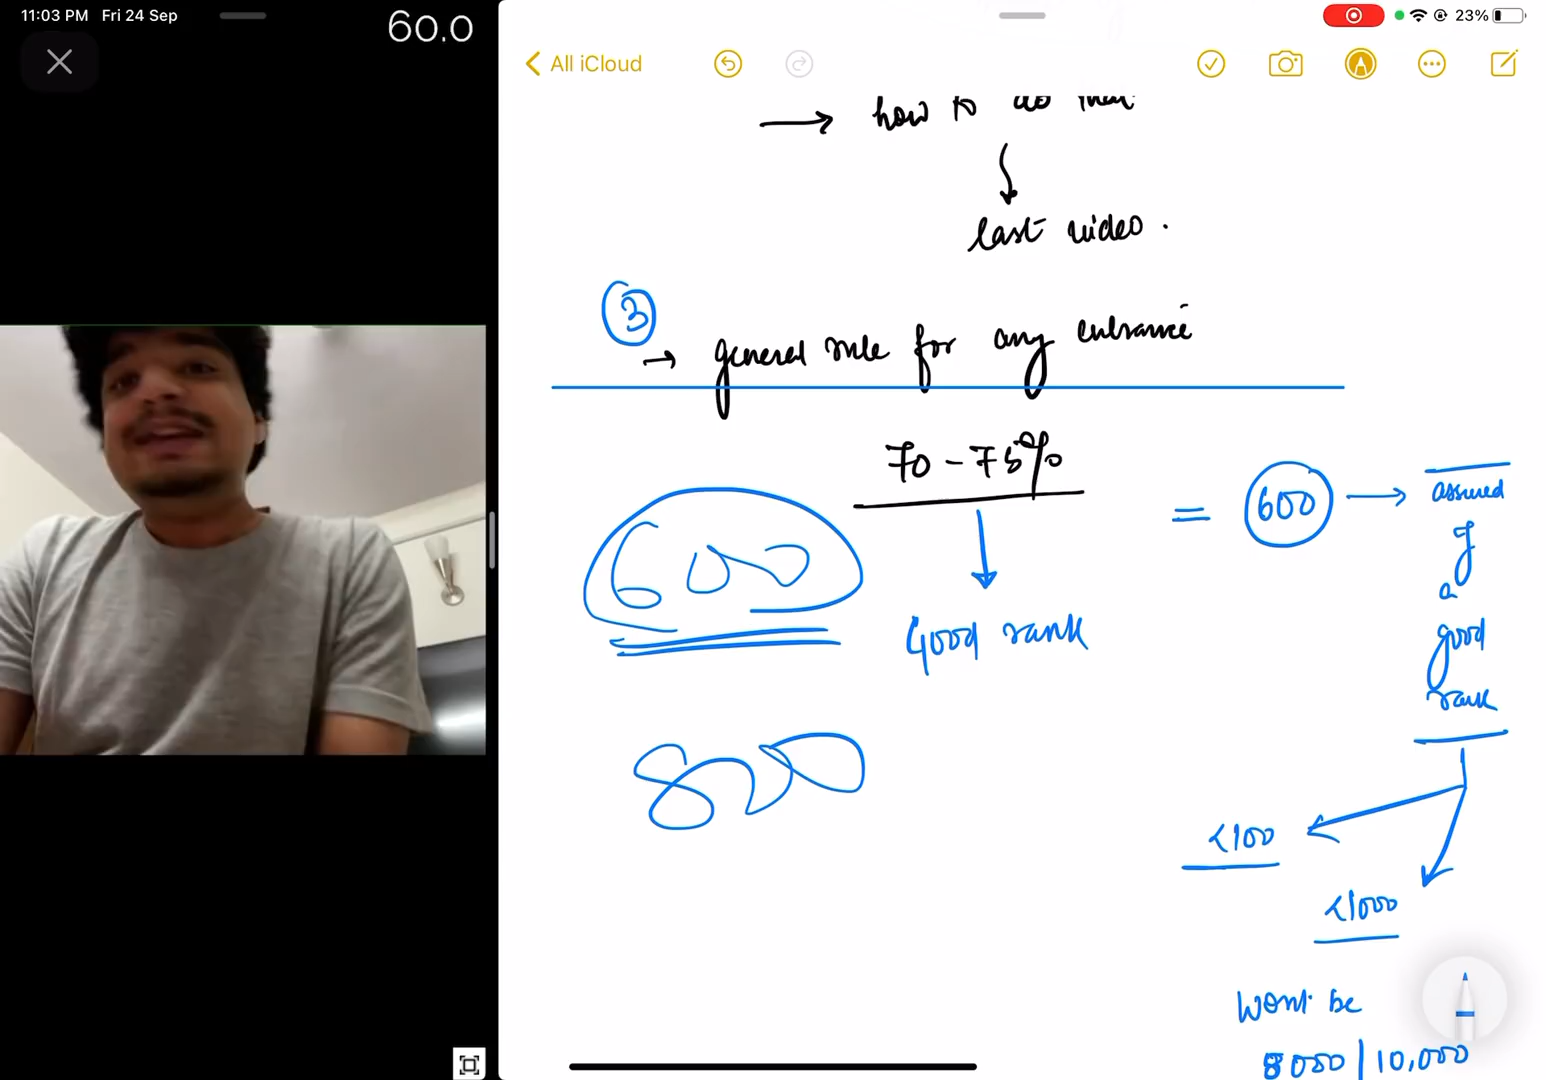 11:03 PM Fri 24 Sep
60.0
23%
All iCloud
→ how to do that
last video.
3
→ general rule for any entrance
70-75%
600
= 600 → assured
of
a
good
rank
Good rank
800
<100
<1000
Wont be
8000 | 10,000